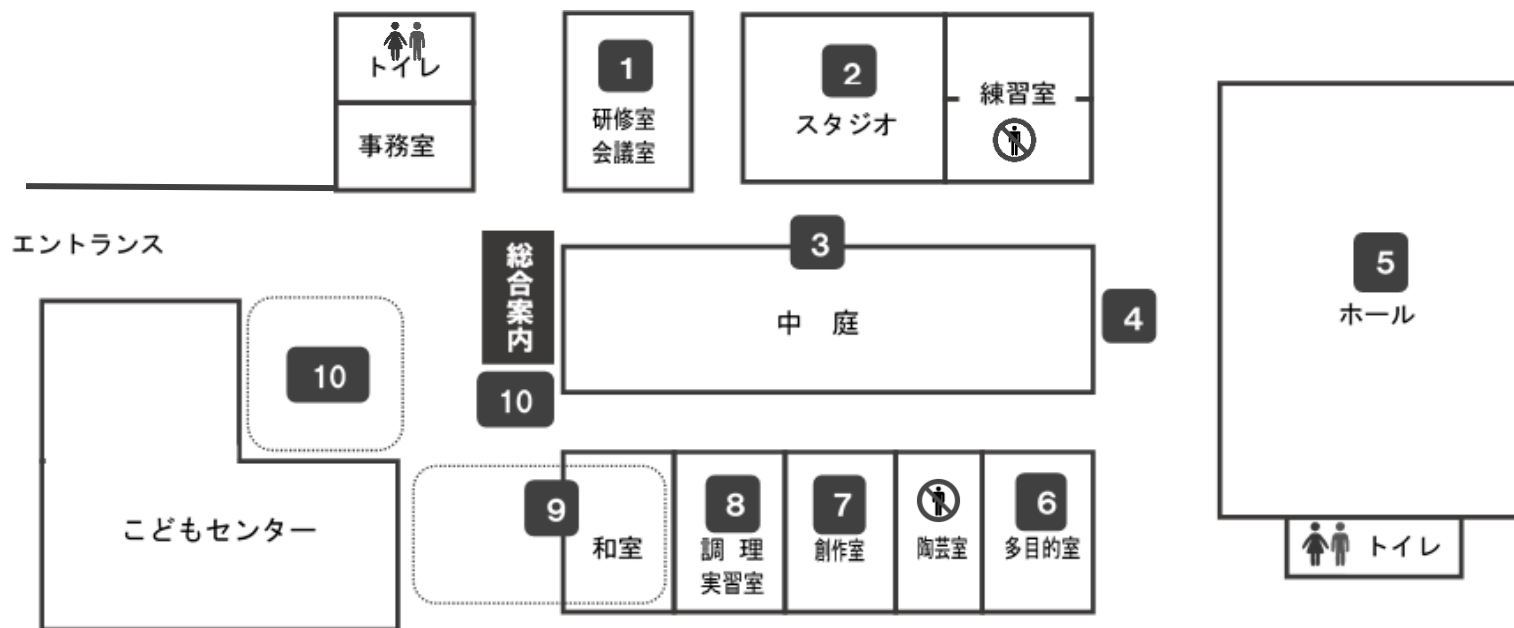 トイレ
事務室
1
研修室
会議室
2
スタジオ
練習室
エントランス
総合案内
3
中 庭
4
5
ホール
10
10
こどもセンター
9
和室
8
調 理
実習室
7
創作室
陶芸室
6
多目的室
トイレ